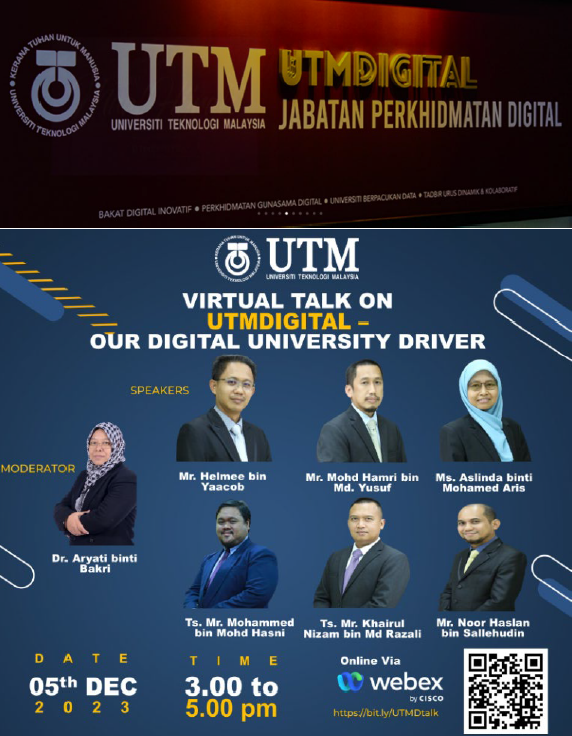 KERANA TUHAN UNTUK MANUSIA
UNIVERSITI TEKNOLOGI MALAYSIA
UTM
UNIVERSITI TEKNOLOGI MALAYSIA
UTMDIGITAL
JABATAN PERKHIDMATAN DIGITAL
BAKAT DIGITAL INOVATIF • PERKHIDMATAN GUNASAMA DIGITAL • UNIVERSITI BERPACUKAN DATA • TADBIR URUS DINAMIK & KOLABORATIF
UTM
UNIVERSITI TEKNOLOGI MALAYSIA
VIRTUAL TALK ON
UTMDIGITAL –
OUR DIGITAL UNIVERSITY DRIVER
SPEAKERS
MODERATOR
Mr. Helmee bin
Yaacob
Mr. Mohd Hamri bin
Md. Yusuf
Ms. Aslinda binti
Mohamed Aris
Dr. Aryati binti
Bakri
Ts. Mr. Mohammed
bin Mohd Hasni
Ts. Mr. Khairul
Nizam bin Md Razali
Mr. Noor Haslan
bin Sallehudin
DATE
05th DEC
2023
TIME
3.00 to
5.00 pm
Online Via
webex
by CISCO
https://bit.ly/UTMDtalk